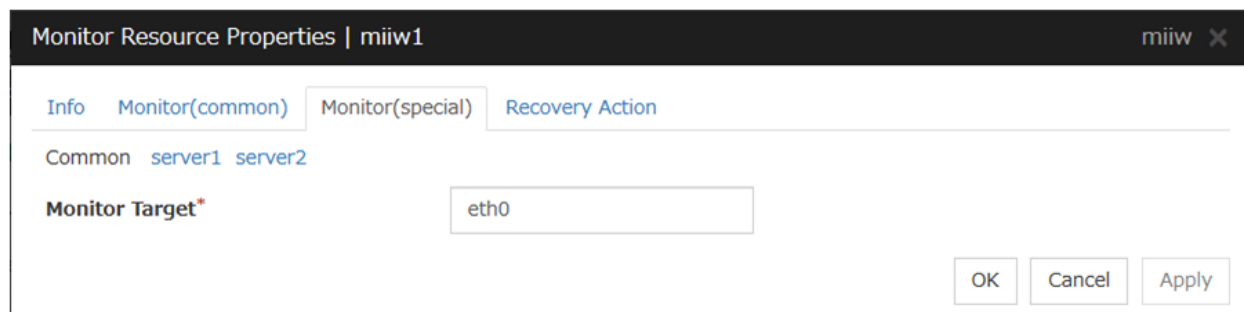 Monitor Resource Properties | miiw1 miiw ×
Info Monitor(common) Monitor(special) Recovery Action
Common server1 server2
Monitor Target* eth0
OK Cancel Apply